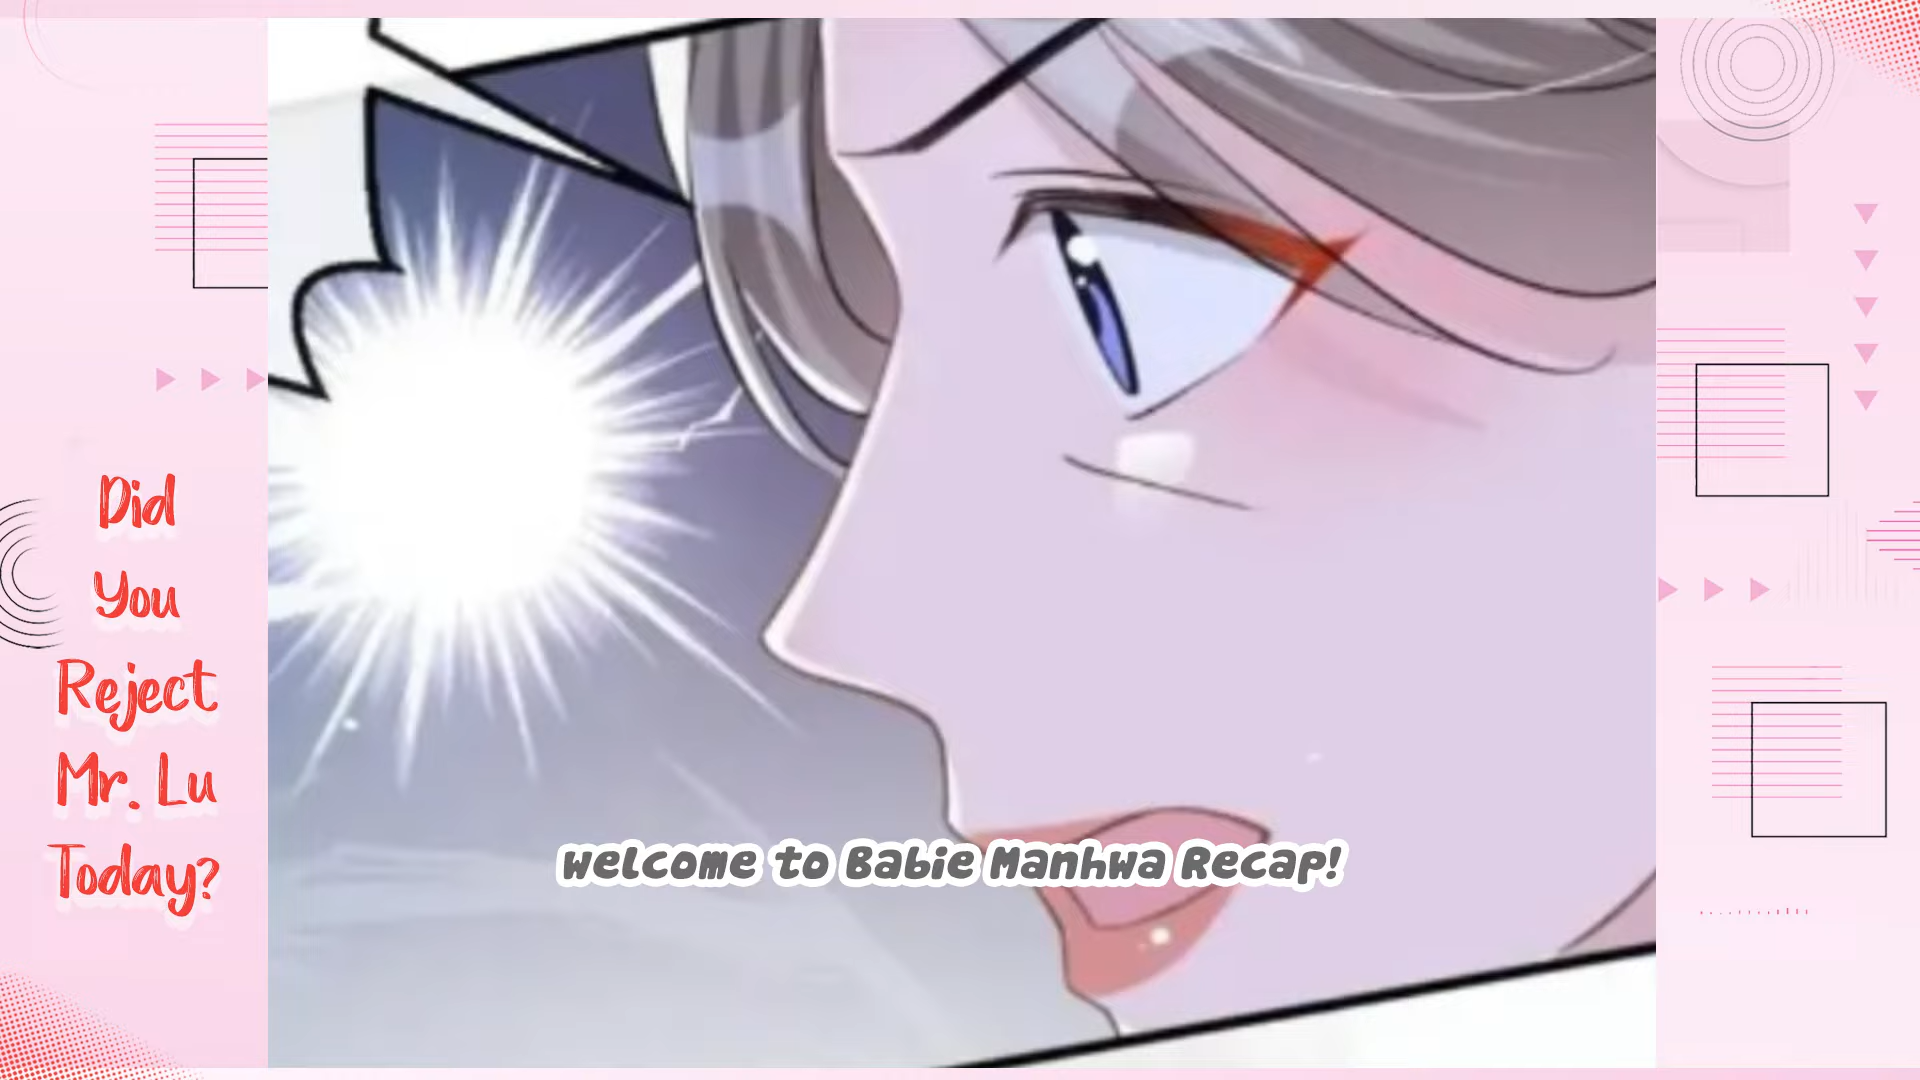 Did
You
Reject
Mr. Lu
Today?
welcome to Babie Manhwa Recap!